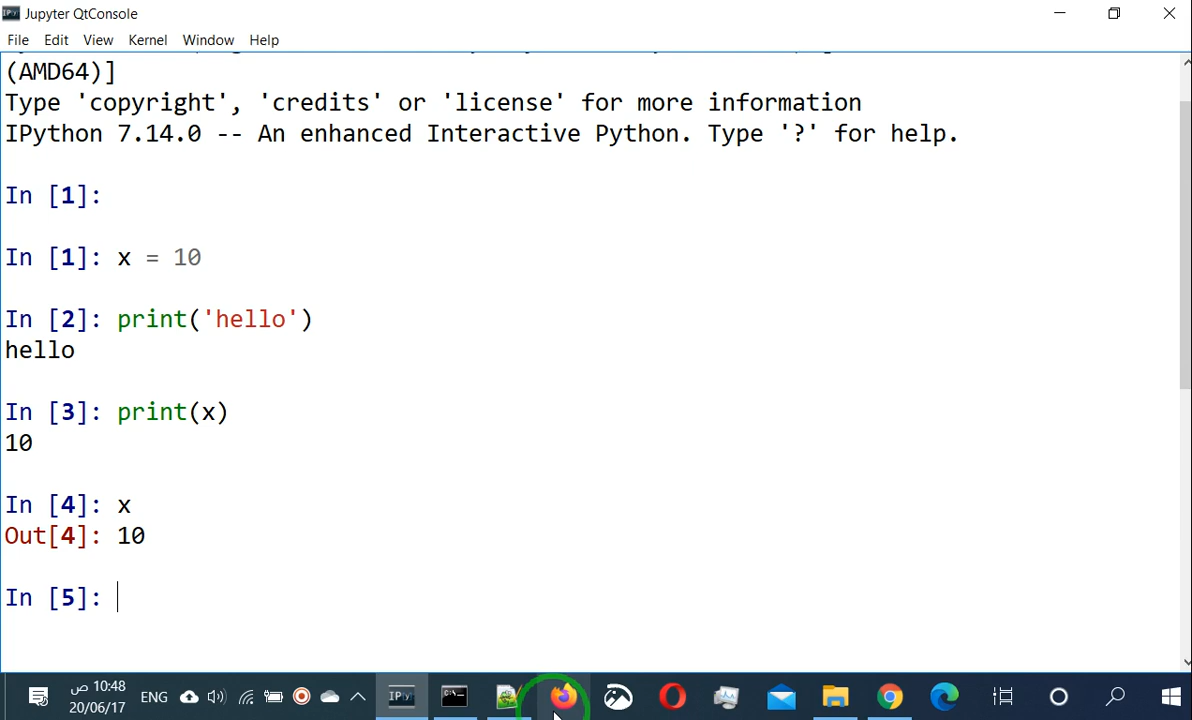 Jupyter QtConsole
File Edit View Kernel Window Help
(AMD64)]
Type 'copyright', 'credits' or 'license' for more information
IPython 7.14.0 -- An enhanced Interactive Python. Type '?' for help.
In [1]:
In [1]: x = 10
In [2]: print('hello')
hello
In [3]: print(x)
10
In [4]: x
Out[4]: 10
In [5]:
10:48 ص
ENG
20/06/17